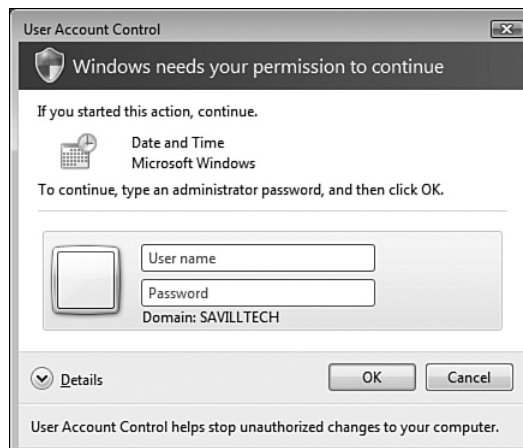 User Account Control
Windows needs your permission to continue
If you started this action, continue.
Date and Time
Microsoft Windows
To continue, type an administrator password, and then click OK.
User name
Password
Domain: SAVILLTECH
Details
OK
Cancel
User Account Control helps stop unauthorized changes to your computer.